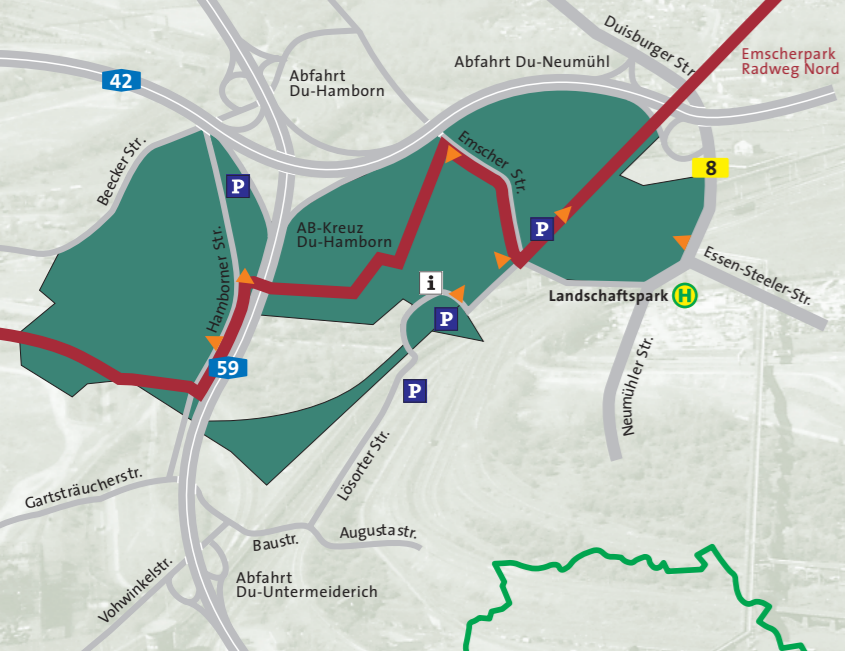 Duisburger Str.
Emscherpark
Radweg Nord
Abfahrt Du-Neumühl
Abfahrt
Du-Hamborn
42
Beecker Str.
Emscher Str.
8
P
AB-Kreuz
Du-Hamborn
P
Hamborner Str.
Essen-Steeler-Str.
i
Landschaftspark H
P
59
Neumühler Str.
P
Lösorter Str.
Gartsträucherstr.
Baustr.
Augustastr.
Vohwinkelstr.
Abfahrt
Du-Untermeiderich